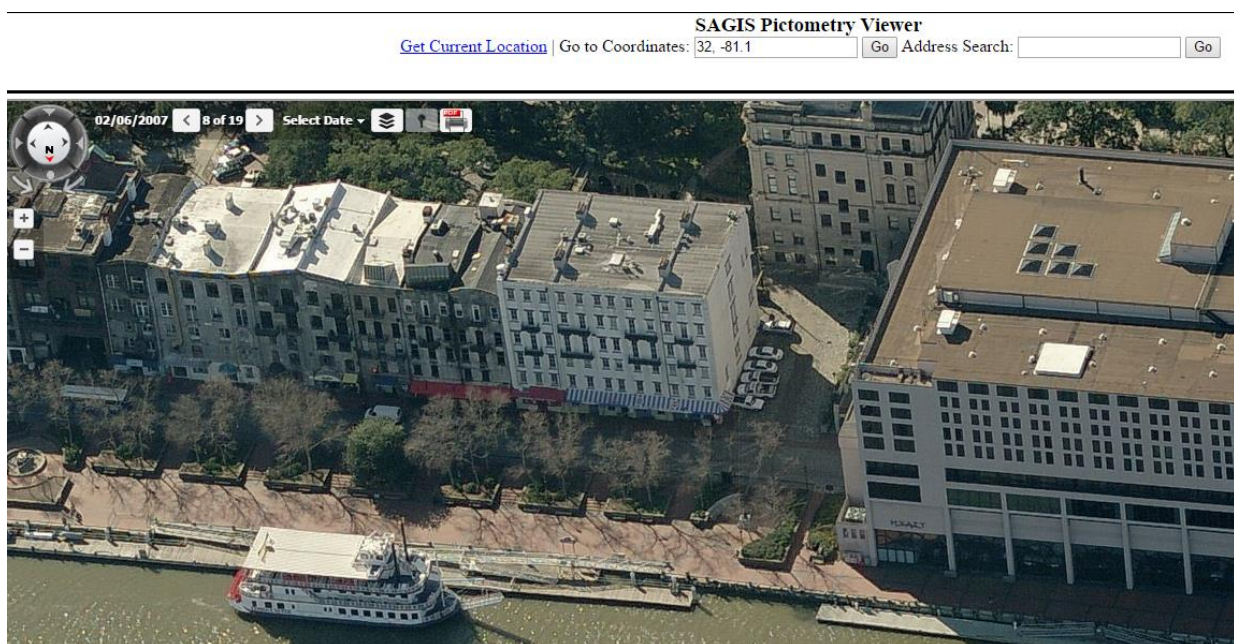 SAGIS Pictometry Viewer
Get Current Location | Go to Coordinates: 32, -81.1 Go Address Search: Go
02/06/2007 < 8 of 19 > Select Date PDF
N
+
−
HYATT